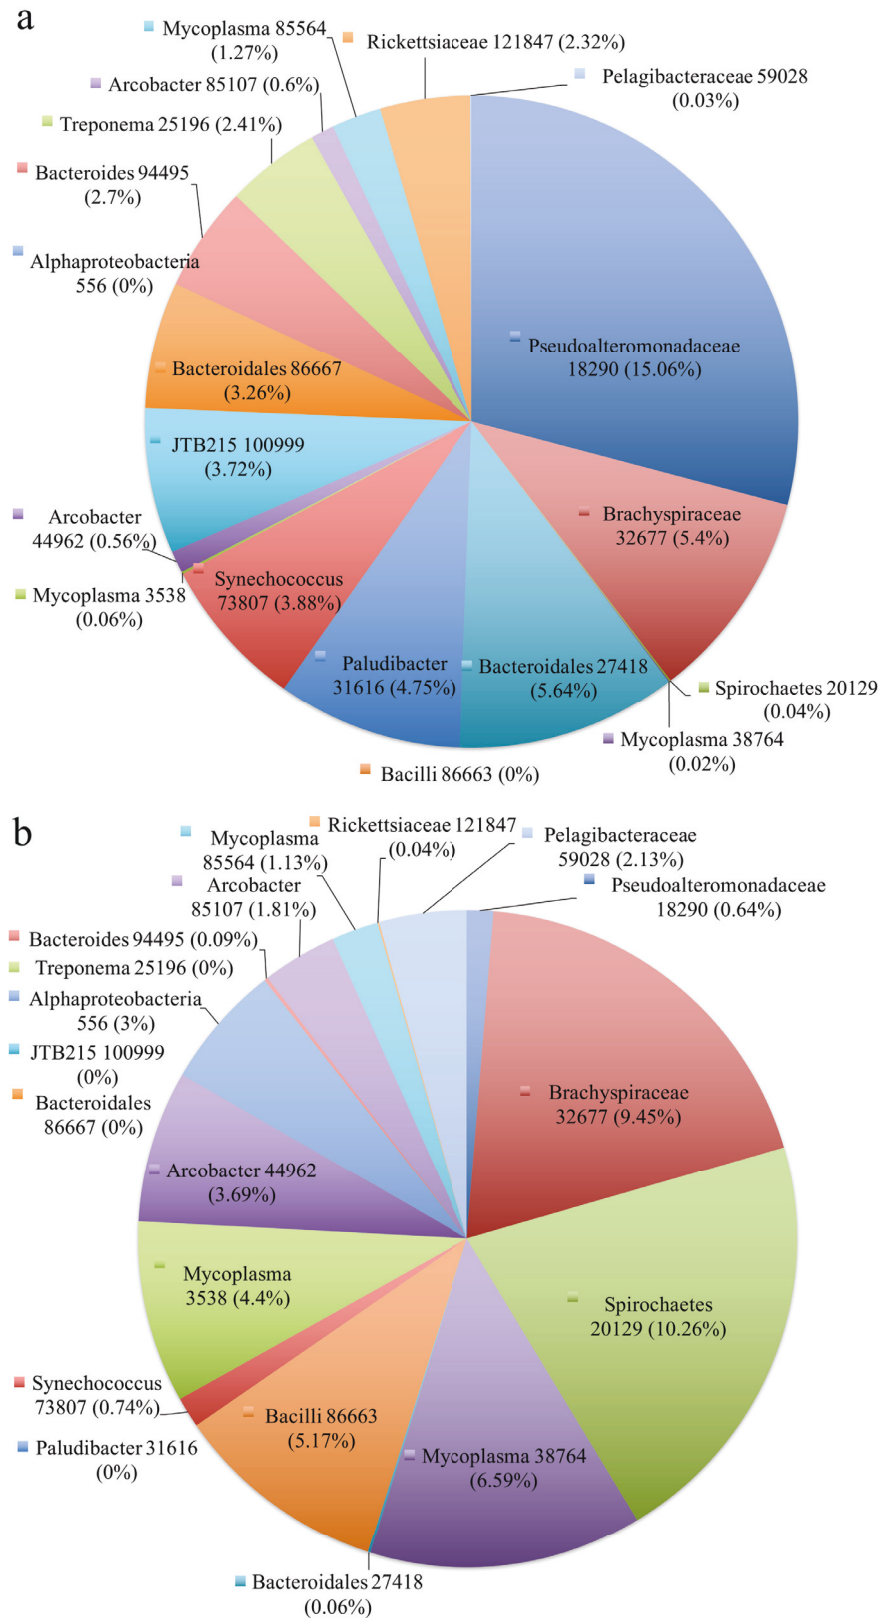 a
Mycoplasma 85564
(1.27%)
Rickettsiaceae 121847 (2.32%)
Arcobacter 85107 (0.6%)
Pelagibacteraceae 59028
(0.03%)
Treponema 25196 (2.41%)
Bacteroides 94495
(2.7%)
Alphaproteobacteria
556 (0%)
Pseudoalteromonadaceae
18290 (15.06%)
Bacteroidales 86667
(3.26%)
JTB215 100999
(3.72%)
Brachyspiraceae
32677 (5.4%)
Arcobacter
44962 (0.56%)
Synechococcus
73807 (3.88%)
Mycoplasma 3538
(0.06%)
Paludibacter
31616 (4.75%)
Bacteroidales 27418
(5.64%)
Spirochaetes 20129
(0.04%)
Mycoplasma 38764
(0.02%)
Bacilli 86663 (0%)
b
Mycoplasma
85564 (1.13%)
Rickettsiaceae 121847
(0.04%)
Pelagibacteraceae
59028 (2.13%)
Arcobacter
85107 (1.81%)
Pseudoalteromonadaceae
18290 (0.64%)
Bacteroides 94495 (0.09%)
Treponema 25196 (0%)
Alphaproteobacteria
556 (3%)
JTB215 100999
(0%)
Bacteroidales
86667 (0%)
Brachyspiraceae
32677 (9.45%)
Arcobacter 44962
(3.69%)
Mycoplasma
3538 (4.4%)
Spirochaetes
20129 (10.26%)
Synechococcus
73807 (0.74%)
Bacilli 86663
(5.17%)
Paludibacter 31616
(0%)
Mycoplasma 38764
(6.59%)
Bacteroidales 27418
(0.06%)